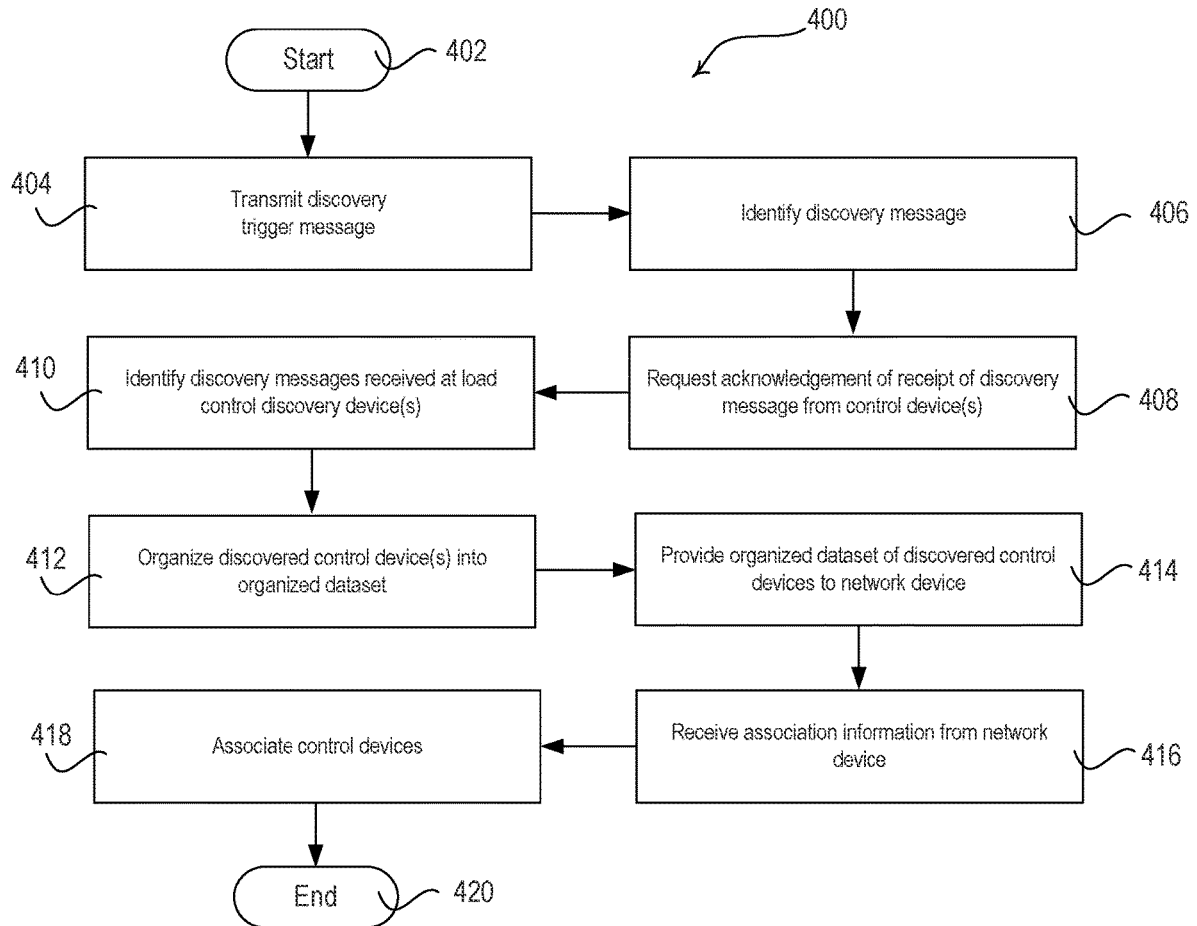 400
Start
402
404
Transmit discovery
trigger message
Identify discovery message
406
410
Identify discovery messages received at load
control discovery device(s)
Request acknowledgement of receipt of discovery
message from control device(s)
408
412
Organize discovered control device(s) into
organized dataset
Provide organized dataset of discovered control
devices to network device
414
418
Associate control devices
Receive association information from network
device
416
End
420